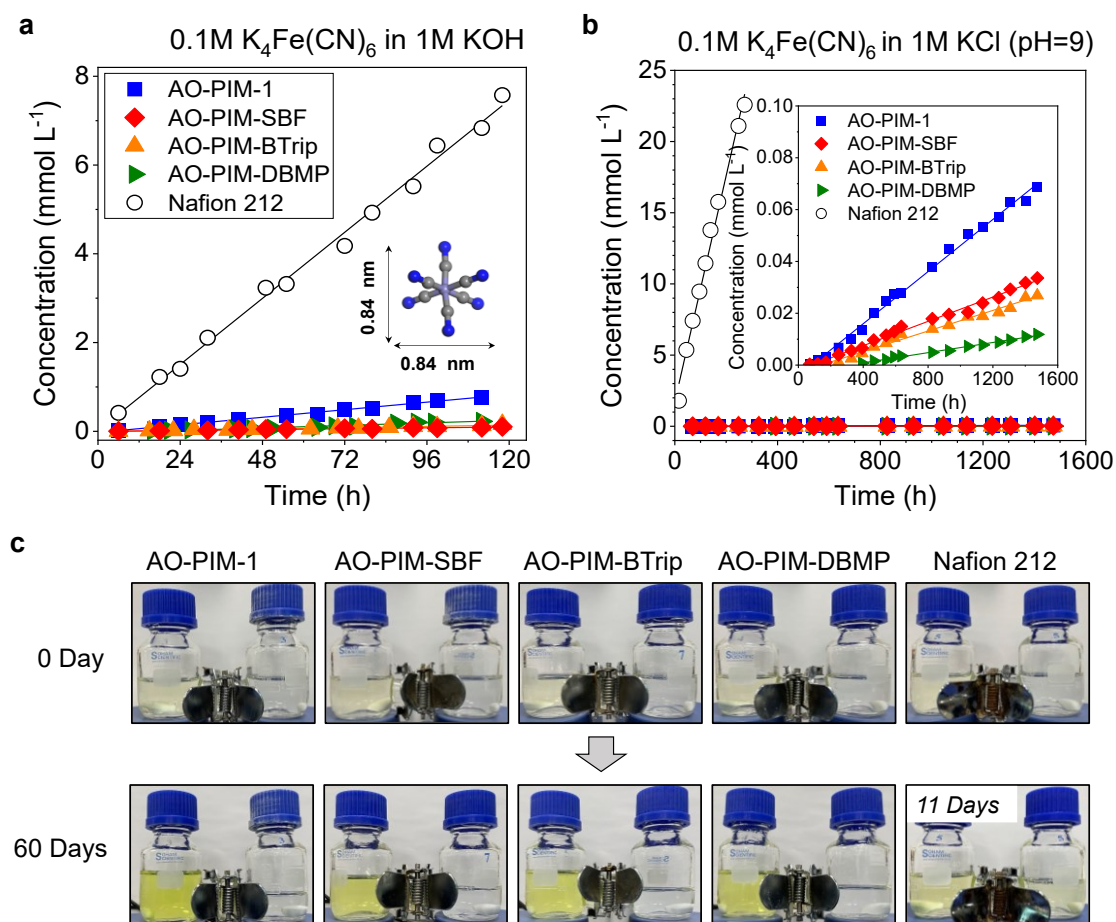 a
0.1M K₄Fe(CN)₆ in 1M KOH
Concentration (mmol L⁻¹)
8
6
4
2
0
AO-PIM-1
AO-PIM-SBF
AO-PIM-BTrip
AO-PIM-DBMP
Nafion 212
0.84 nm
0.84 nm
0 24 48 72 96 120
Time (h)
b
0.1M K₄Fe(CN)₆ in 1M KCl (pH=9)
Concentration (mmol L⁻¹)
25
20
15
10
5
0
Concentration (mmol L⁻¹)
0.10
0.08
0.06
0.04
0.02
0.00
AO-PIM-1
AO-PIM-SBF
AO-PIM-BTrip
AO-PIM-DBMP
Nafion 212
0 400 800 1200 1600
Time (h)
0 400 800 1200 1600
Time (h)
c
AO-PIM-1 AO-PIM-SBF AO-PIM-BTrip AO-PIM-DBMP Nafion 212
0 Day
60 Days
11 Days